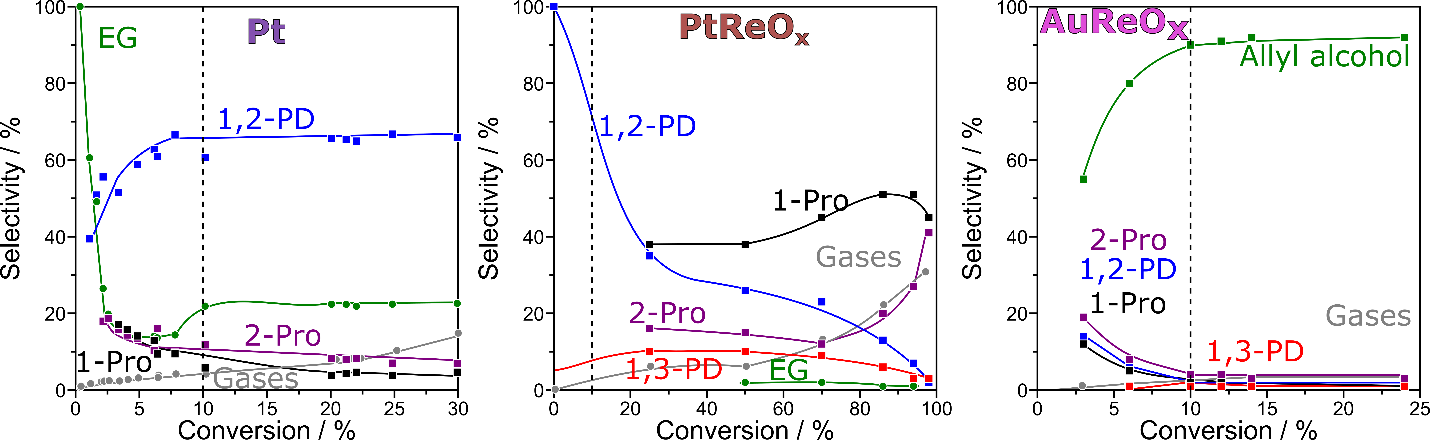 Pt
EG
1,2-PD
2-Pro
1-Pro
Gases
Selectivity / %
100
80
60
40
20
0
0
5
10
15
20
25
30
Conversion / %
PtReOx
1,2-PD
1-Pro
Gases
2-Pro
1,3-PD
EG
Selectivity / %
100
80
60
40
20
0
0
20
40
60
80
100
Conversion / %
AuReOx
Allyl alcohol
2-Pro
1,2-PD
1-Pro
Gases
1,3-PD
Selectivity / %
100
80
60
40
20
0
0
5
10
15
20
25
Conversion / %